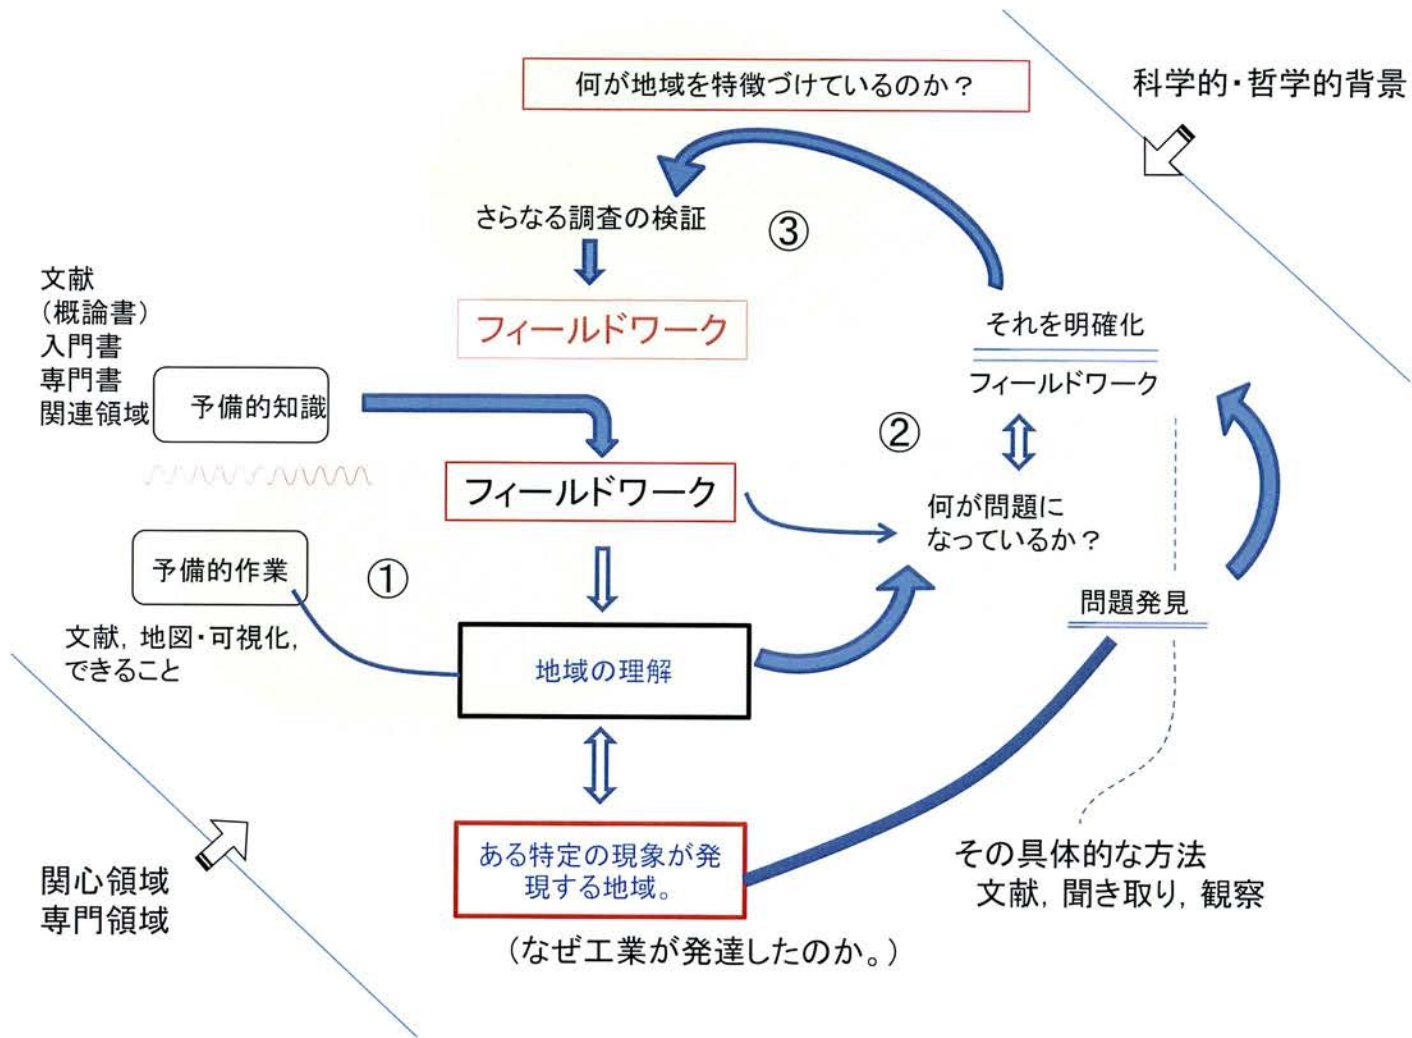 何が地域を特徴づけているのか？
科学的・哲学的背景
さらなる調査の検証
③
文献
（概論書）
入門書
専門書
関連領域
予備的知識
フィールドワーク
それを明確化
フィールドワーク
②
フィールドワーク
何が問題に
なっているか？
予備的作業
①
文献，地図・可視化，
できること
地域の理解
問題発見
ある特定の現象が発
現する地域。
（なぜ工業が発達したのか。）
その具体的な方法
文献，聞き取り，観察
関心領域
専門領域